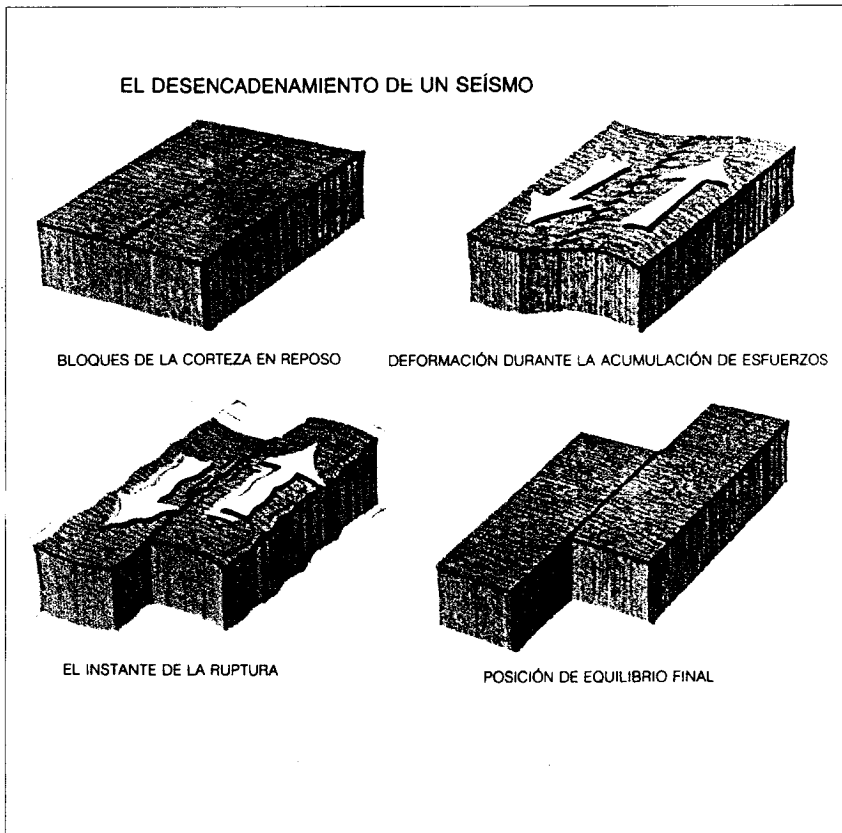 EL DESENCADENAMIENTO DE UN SEÍSMO
BLOQUES DE LA CORTEZA EN REPOSO
DEFORMACIÓN DURANTE LA ACUMULACIÓN DE ESFUERZOS
EL INSTANTE DE LA RUPTURA
POSICIÓN DE EQUILIBRIO FINAL